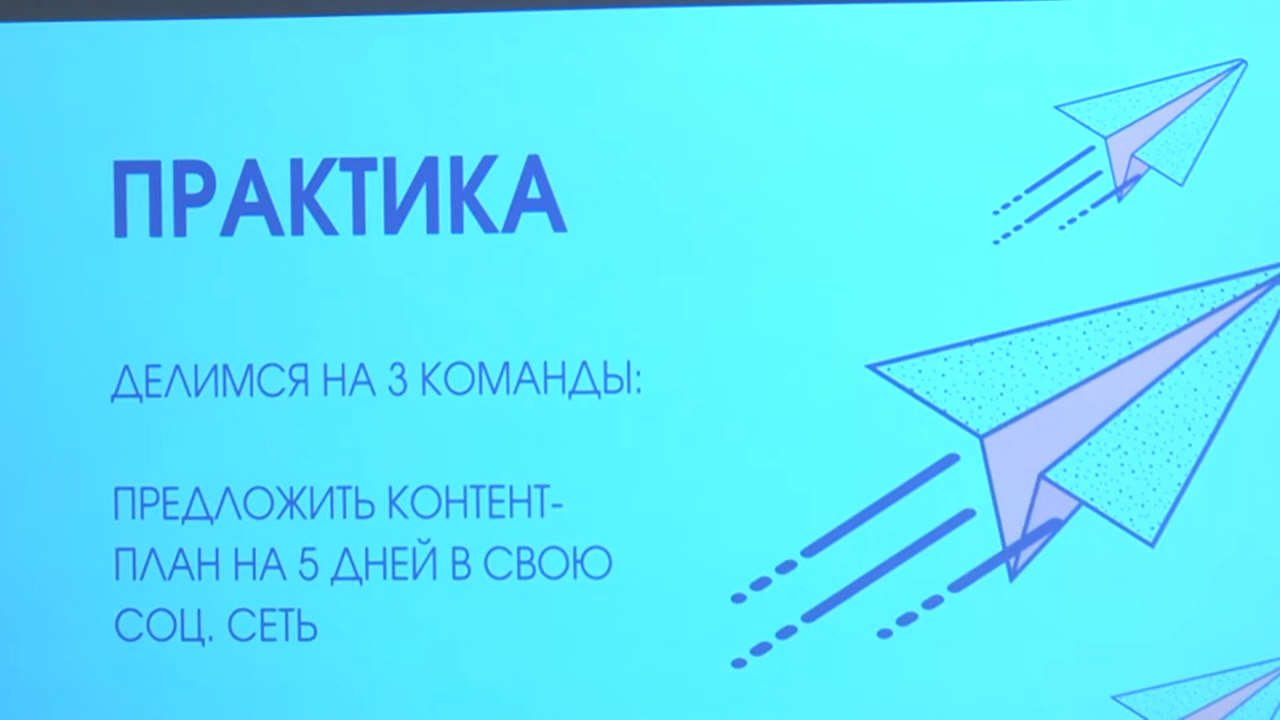 ПРАКТИКА
ДЕЛИМСЯ НА 3 КОМАНДЫ:
ПРЕДЛОЖИТЬ КОНТЕНТ-
ПЛАН НА 5 ДНЕЙ В СВОЮ
СОЦ. СЕТЬ